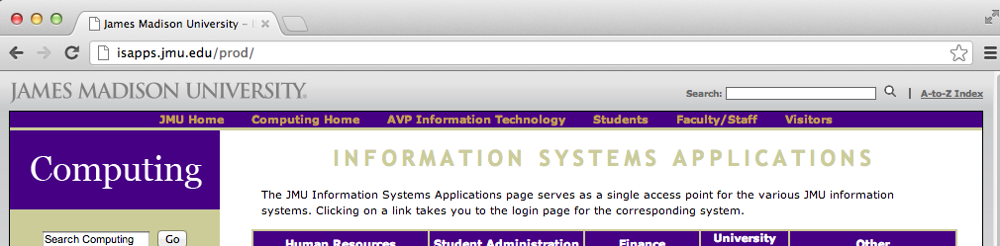 James Madison University –
isapps.jmu.edu/prod/
JAMES MADISON UNIVERSITY®
Search:
| A-to-Z Index
JMU Home Computing Home AVP Information Technology Students Faculty/Staff Visitors
Computing
INFORMATION SYSTEMS APPLICATIONS
The JMU Information Systems Applications page serves as a single access point for the various JMU information
systems. Clicking on a link takes you to the login page for the corresponding system.
Search Computing Go
Human Resources Student Administration Finance University Other